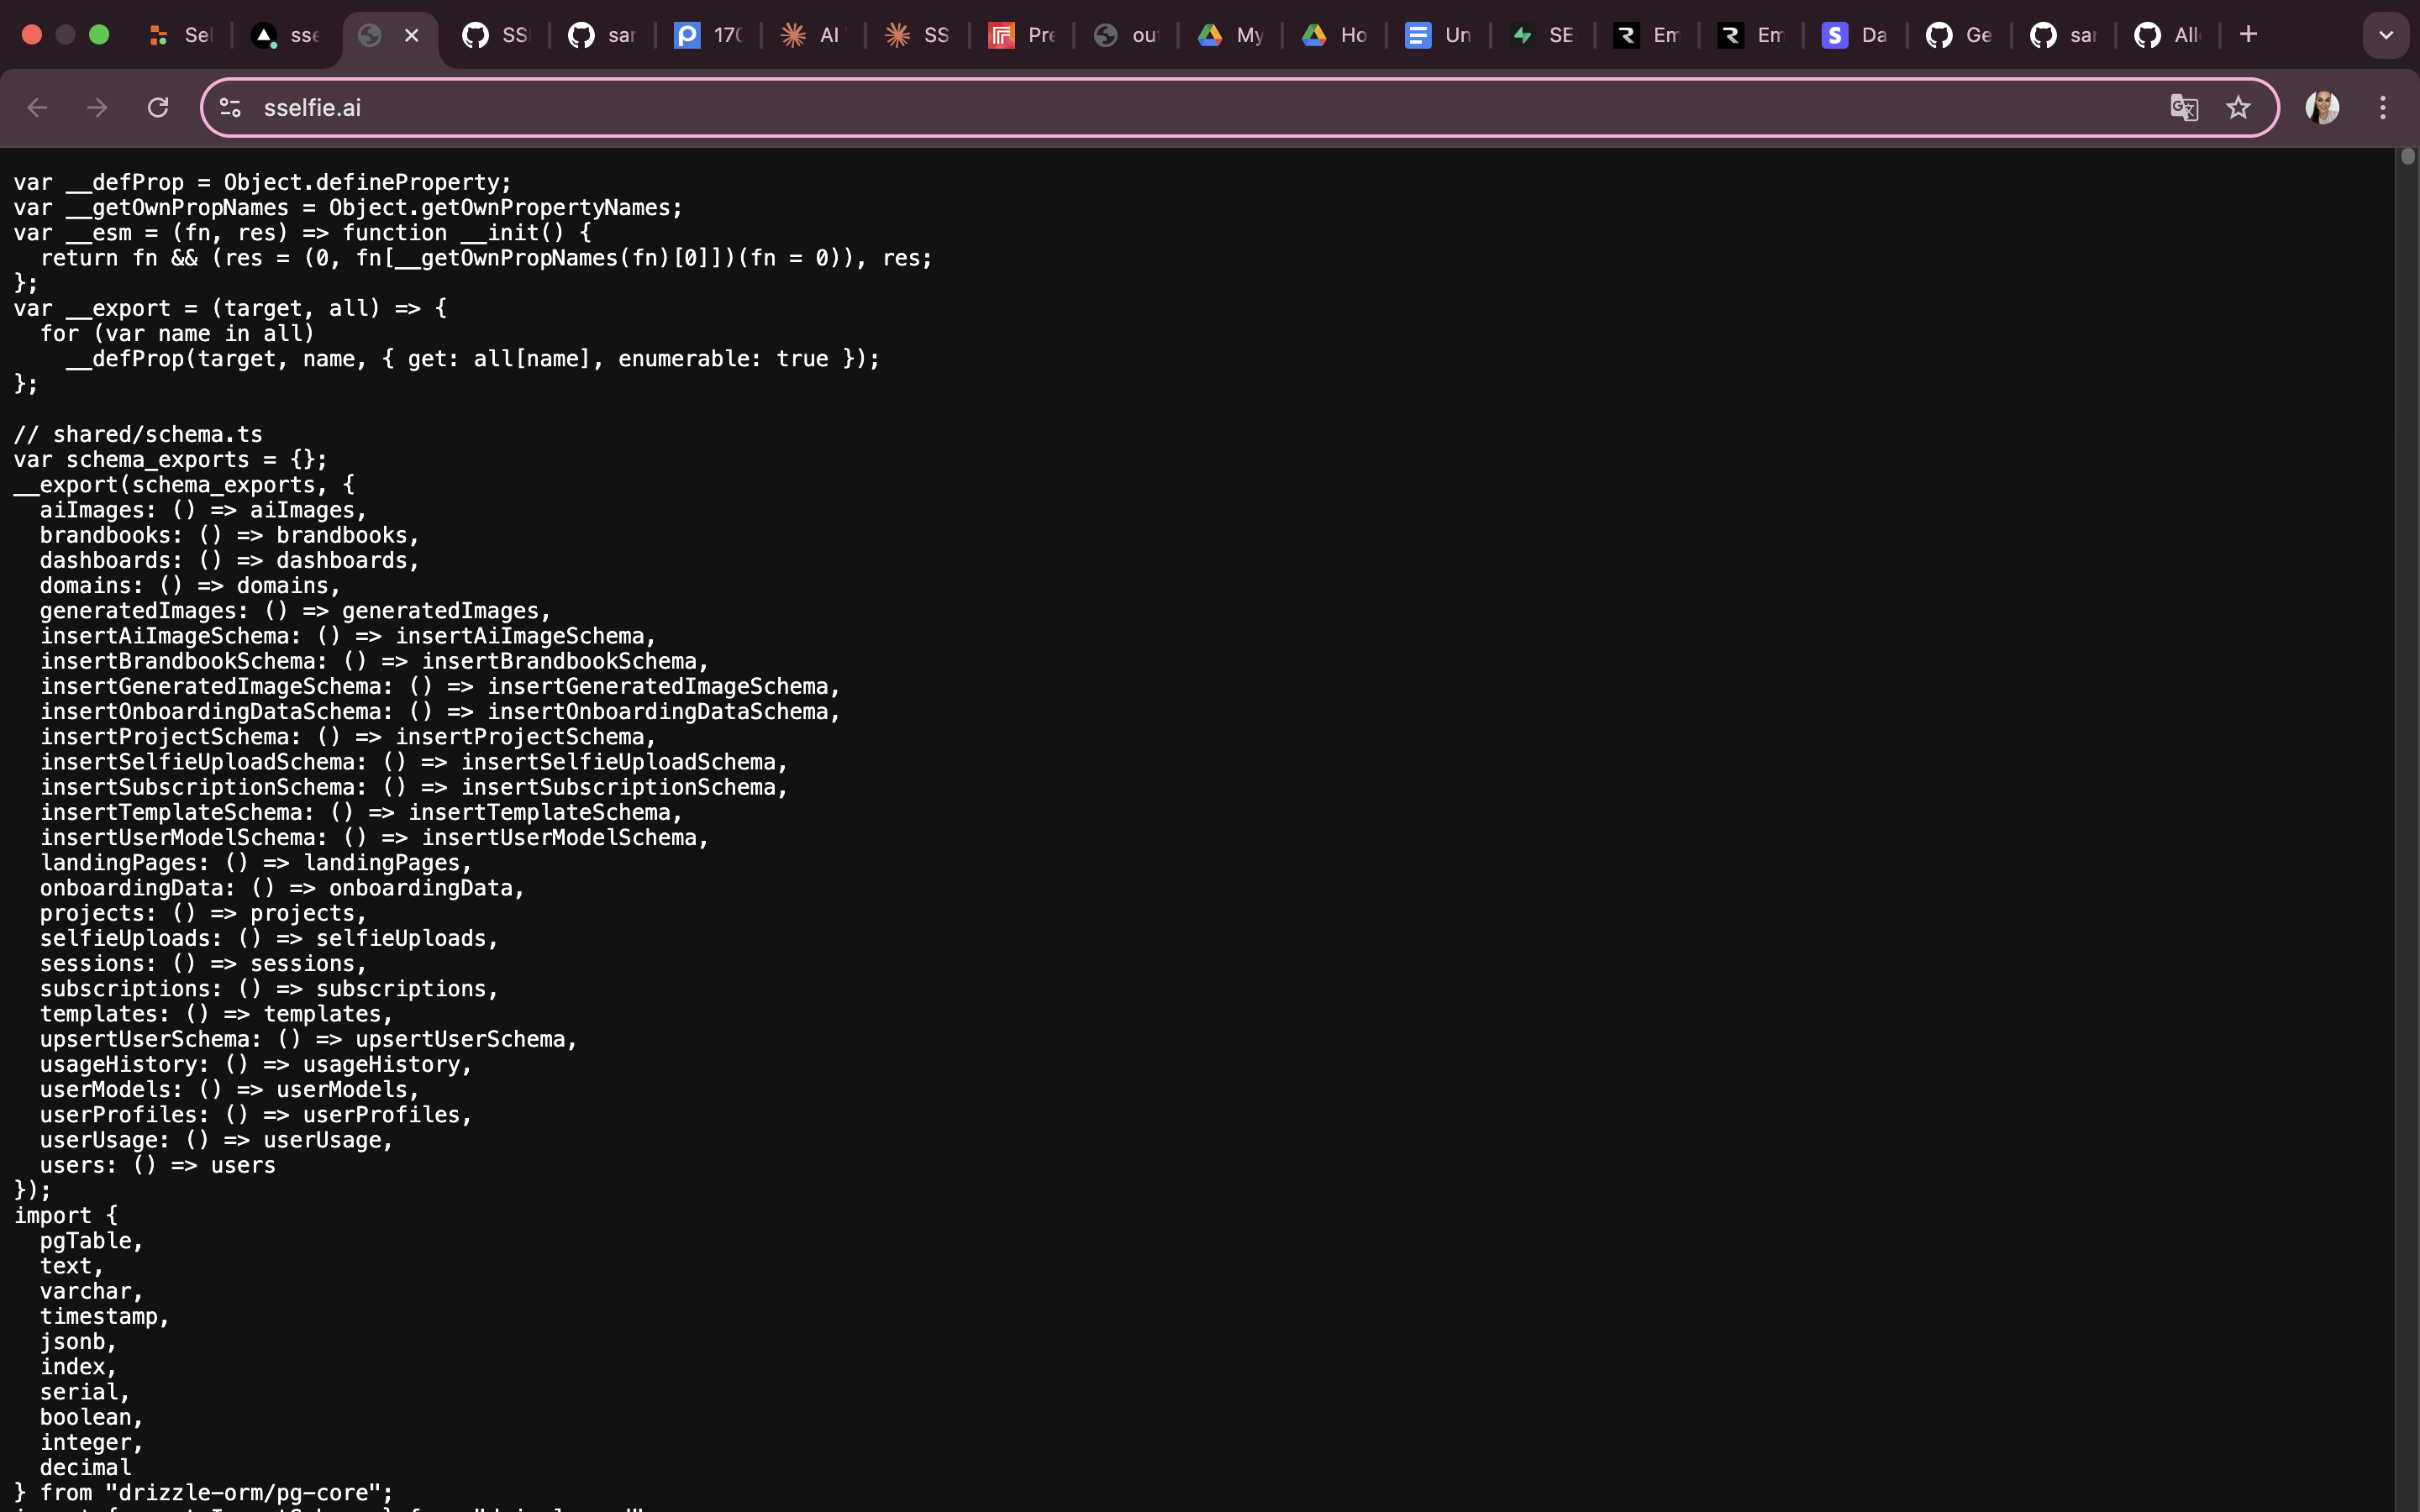 Sel
sse
SS
sar
170
AI
SS
Pre
ou
My
Ho
Un
SE
Em
Em
Da
Ge
sar
All
sselfie.ai
var __defProp = Object.defineProperty;
var __getOwnPropNames = Object.getOwnPropertyNames;
var __esm = (fn, res) => function __init() {
  return fn && (res = (0, fn[__getOwnPropNames(fn)[0]])(fn = 0)), res;
};
var __export = (target, all) => {
  for (var name in all)
    __defProp(target, name, { get: all[name], enumerable: true });
};

// shared/schema.ts
var schema_exports = {};
__export(schema_exports, {
  aiImages: () => aiImages,
  brandbooks: () => brandbooks,
  dashboards: () => dashboards,
  domains: () => domains,
  generatedImages: () => generatedImages,
  insertAiImageSchema: () => insertAiImageSchema,
  insertBrandbookSchema: () => insertBrandbookSchema,
  insertGeneratedImageSchema: () => insertGeneratedImageSchema,
  insertOnboardingDataSchema: () => insertOnboardingDataSchema,
  insertProjectSchema: () => insertProjectSchema,
  insertSelfieUploadSchema: () => insertSelfieUploadSchema,
  insertSubscriptionSchema: () => insertSubscriptionSchema,
  insertTemplateSchema: () => insertTemplateSchema,
  insertUserModelSchema: () => insertUserModelSchema,
  landingPages: () => landingPages,
  onboardingData: () => onboardingData,
  projects: () => projects,
  selfieUploads: () => selfieUploads,
  sessions: () => sessions,
  subscriptions: () => subscriptions,
  templates: () => templates,
  upsertUserSchema: () => upsertUserSchema,
  usageHistory: () => usageHistory,
  userModels: () => userModels,
  userProfiles: () => userProfiles,
  userUsage: () => userUsage,
  users: () => users
});
import {
  pgTable,
  text,
  varchar,
  timestamp,
  jsonb,
  index,
  serial,
  boolean,
  integer,
  decimal
} from "drizzle-orm/pg-core";